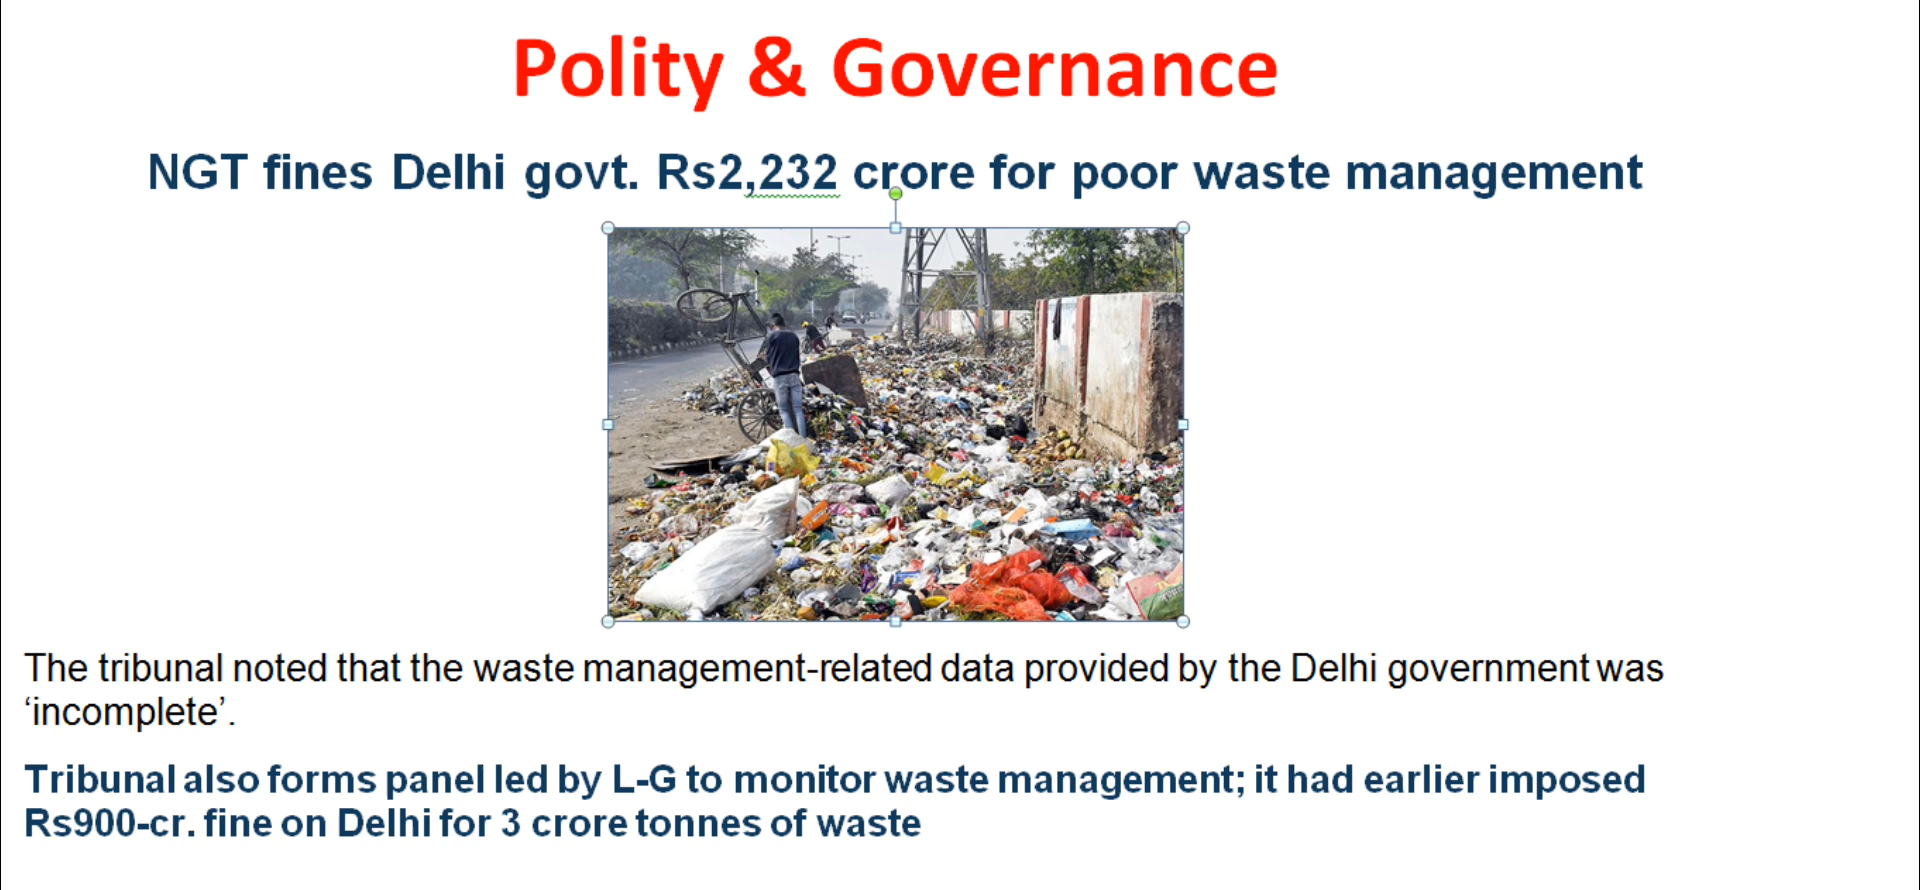 Polity & Governance
NGT fines Delhi govt. Rs2,232 crore for poor waste management
The tribunal noted that the waste management-related data provided by the Delhi government was
‘incomplete’.
Tribunal also forms panel led by L-G to monitor waste management; it had earlier imposed
Rs900-cr. fine on Delhi for 3 crore tonnes of waste